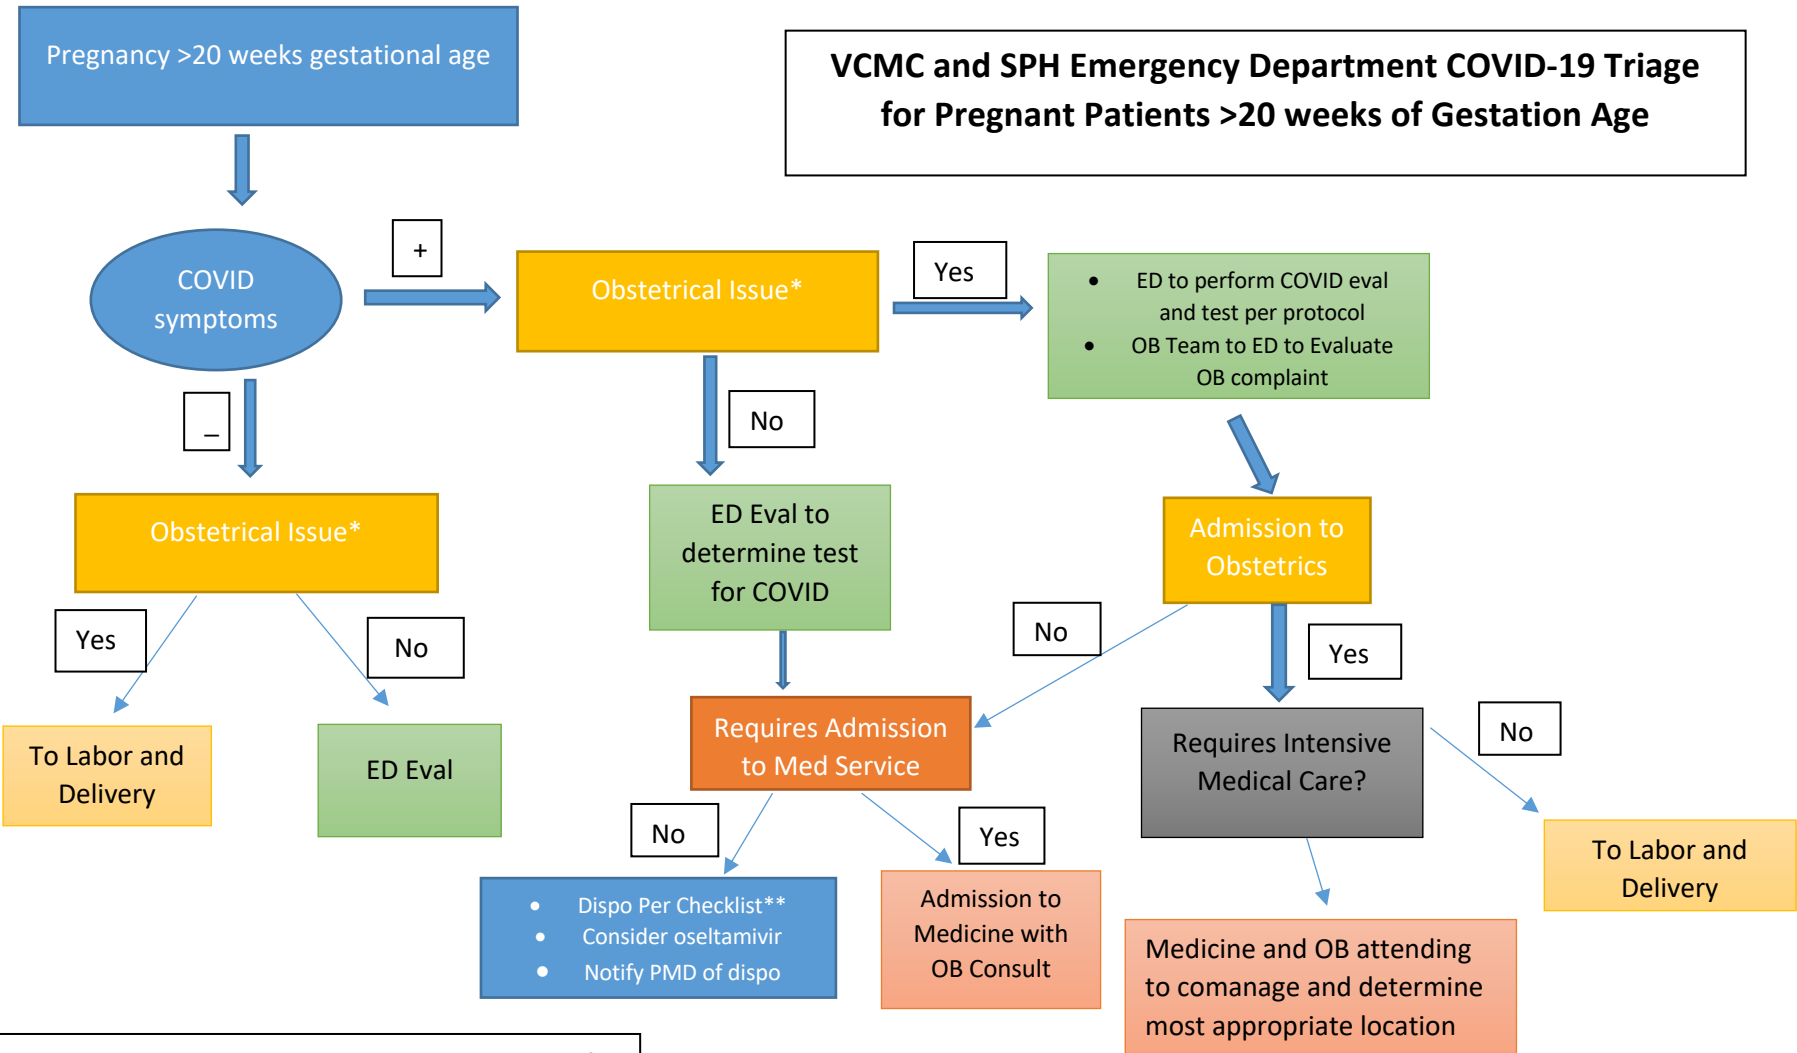 Pregnancy >20 weeks gestational age
VCMC and SPH Emergency Department COVID-19 Triage
for Pregnant Patients >20 weeks of Gestation Age
COVID
symptoms
+
Obstetrical Issue*
Yes
• ED to perform COVID eval
and test per protocol
• OB Team to ED to Evaluate
OB complaint
_
No
Obstetrical Issue*
ED Eval to
determine test
for COVID
Admission to
Obstetrics
Yes
No
No
Yes
To Labor and
Delivery
ED Eval
Requires Admission
to Med Service
Requires Intensive
Medical Care?
No
No
Yes
To Labor and
Delivery
• Dispo Per Checklist**
• Consider oseltamivir
• Notify PMD of dispo
Admission to
Medicine with
OB Consult
Medicine and OB attending
to comanage and determine
most appropriate location